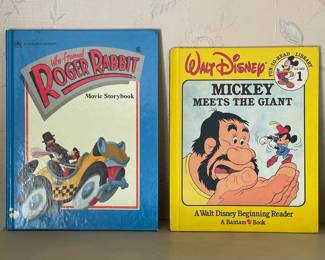 Who Framed
ROGER RABBIT
Movie Storybook
WALT DISNEY
FUN-TO-READ LIBRARY
VOLUME
1
MICKEY
MEETS THE GIANT
A Walt Disney Beginning Reader
A Bantam Book